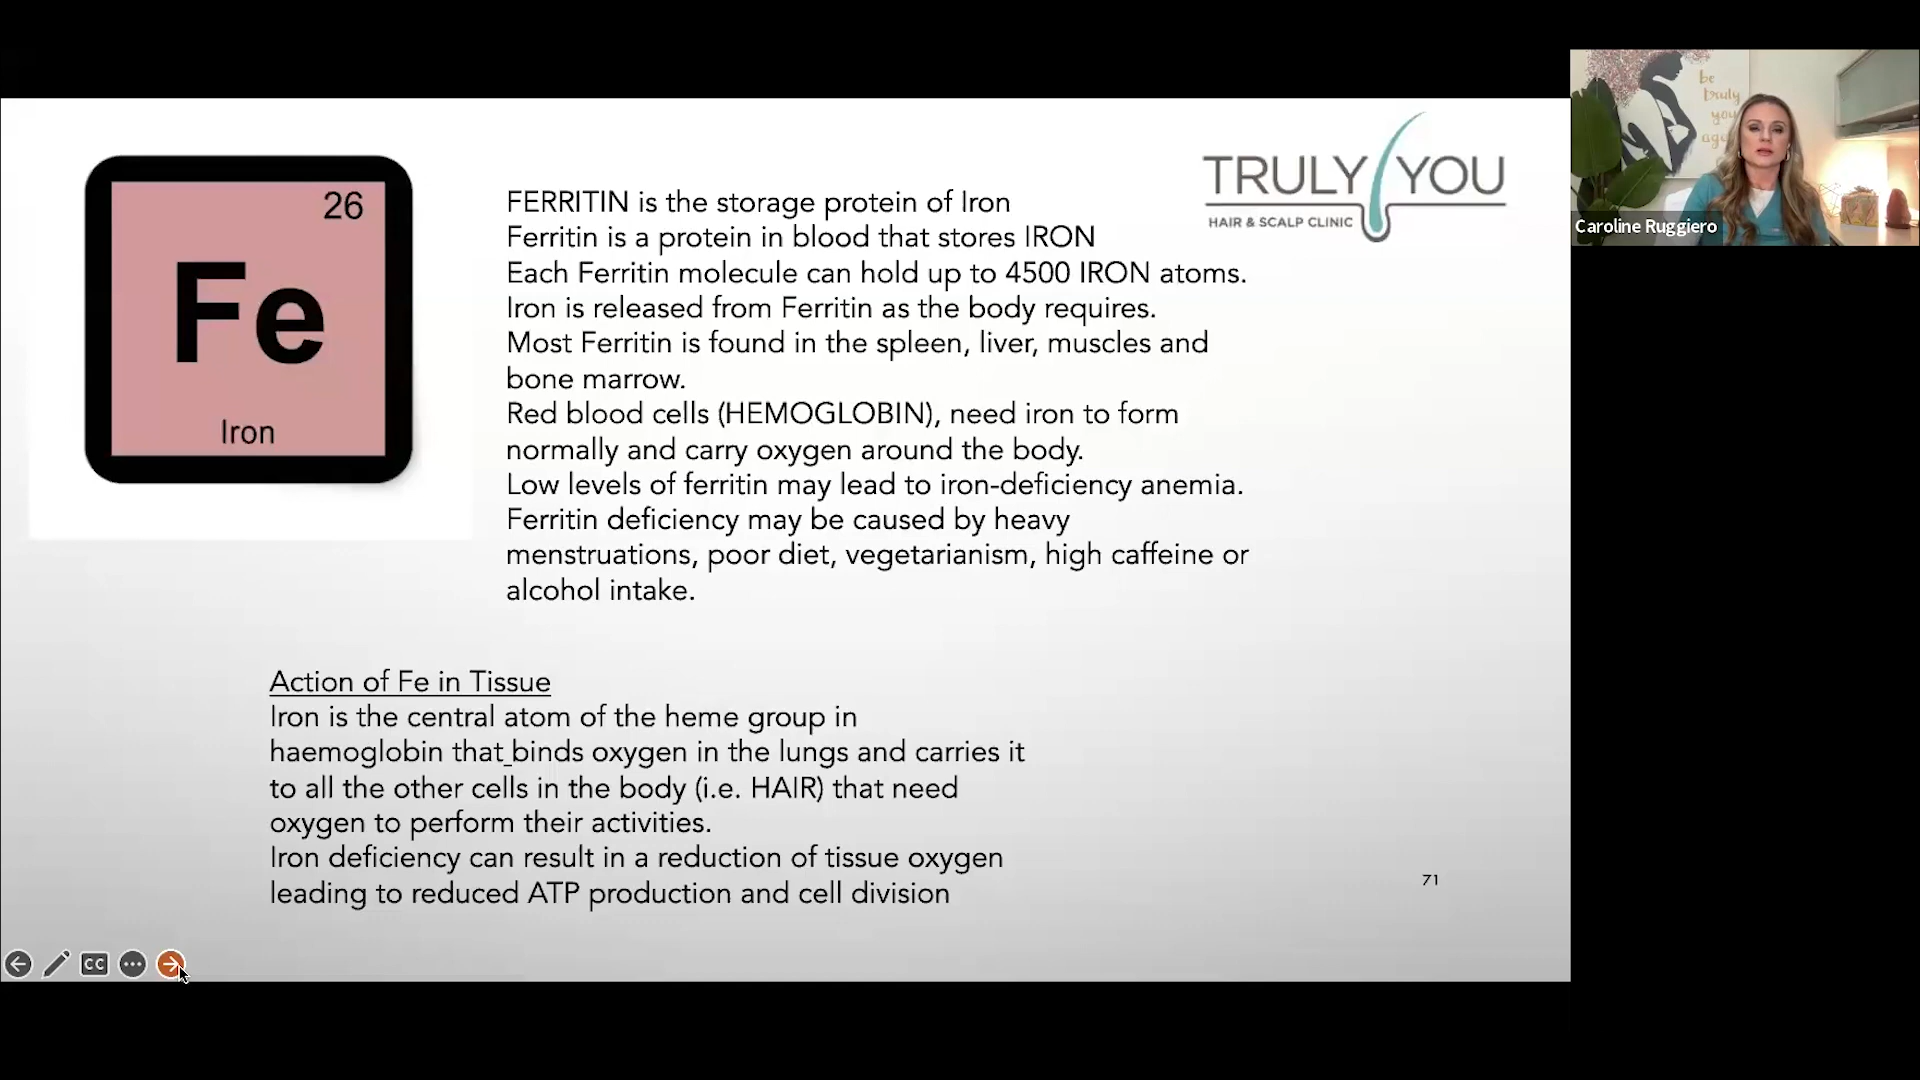 26
Fe
Iron
FERRITIN is the storage protein of Iron
Ferritin is a protein in blood that stores IRON
Each Ferritin molecule can hold up to 4500 IRON atoms.
Iron is released from Ferritin as the body requires.
Most Ferritin is found in the spleen, liver, muscles and
bone marrow.
Red blood cells (HEMOGLOBIN), need iron to form
normally and carry oxygen around the body.
Low levels of ferritin may lead to iron-deficiency anemia.
Ferritin deficiency may be caused by heavy
menstruations, poor diet, vegetarianism, high caffeine or
alcohol intake.
TRULY YOU
HAIR & SCALP CLINIC
be
truly
you
Caroline Ruggiero
Action of Fe in Tissue
Iron is the central atom of the heme group in
haemoglobin that binds oxygen in the lungs and carries it
to all the other cells in the body (i.e. HAIR) that need
oxygen to perform their activities.
Iron deficiency can result in a reduction of tissue oxygen
leading to reduced ATP production and cell division
71
CC